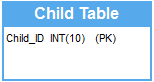 Child Table
Child_ID INT(10) (PK)